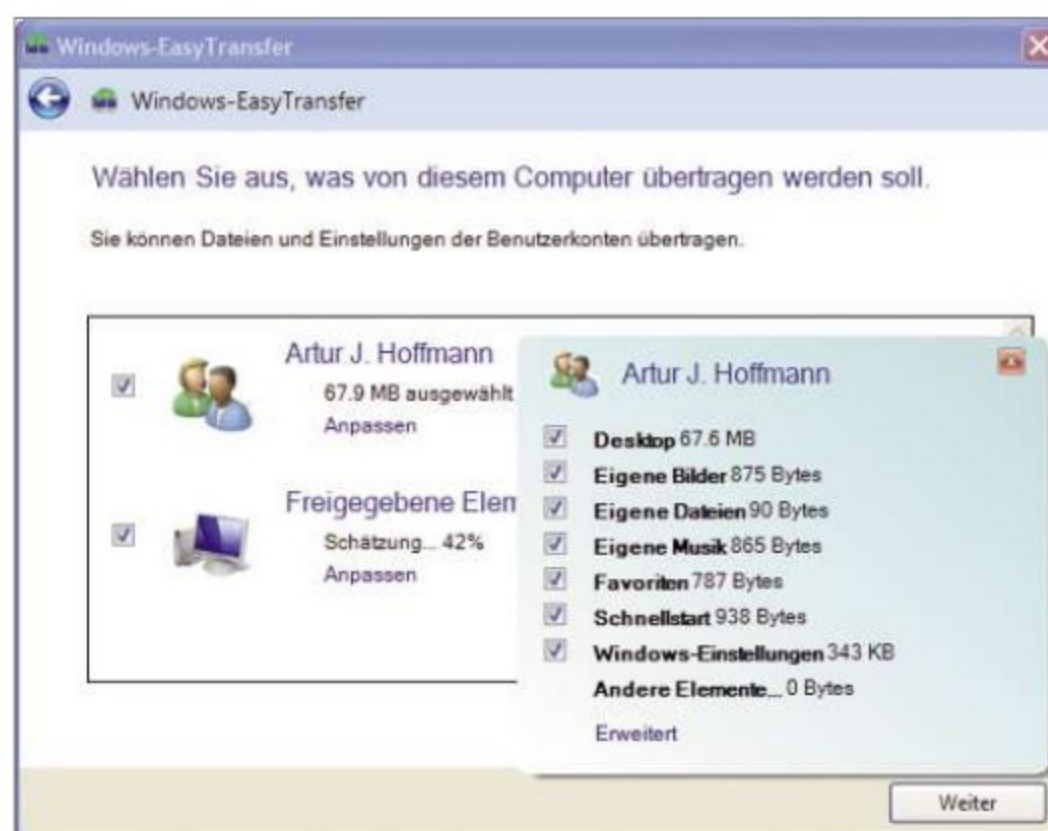 Windows-EasyTransfer
Windows-EasyTransfer
Wählen Sie aus, was von diesem Computer übertragen werden soll.
Sie können Dateien und Einstellungen der Benutzerkonten übertragen.
Artur J. Hoffmann
67.9 MB ausgewählt
Anpassen
Freigegebene Elem
Schätzung... 42%
Anpassen
Artur J. Hoffmann
Desktop 67.6 MB
Eigene Bilder 875 Bytes
Eigene Dateien 90 Bytes
Eigene Musik 865 Bytes
Favoriten 787 Bytes
Schnellstart 938 Bytes
Windows-Einstellungen 343 KB
Andere Elemente... 0 Bytes
Erweitert
Weiter